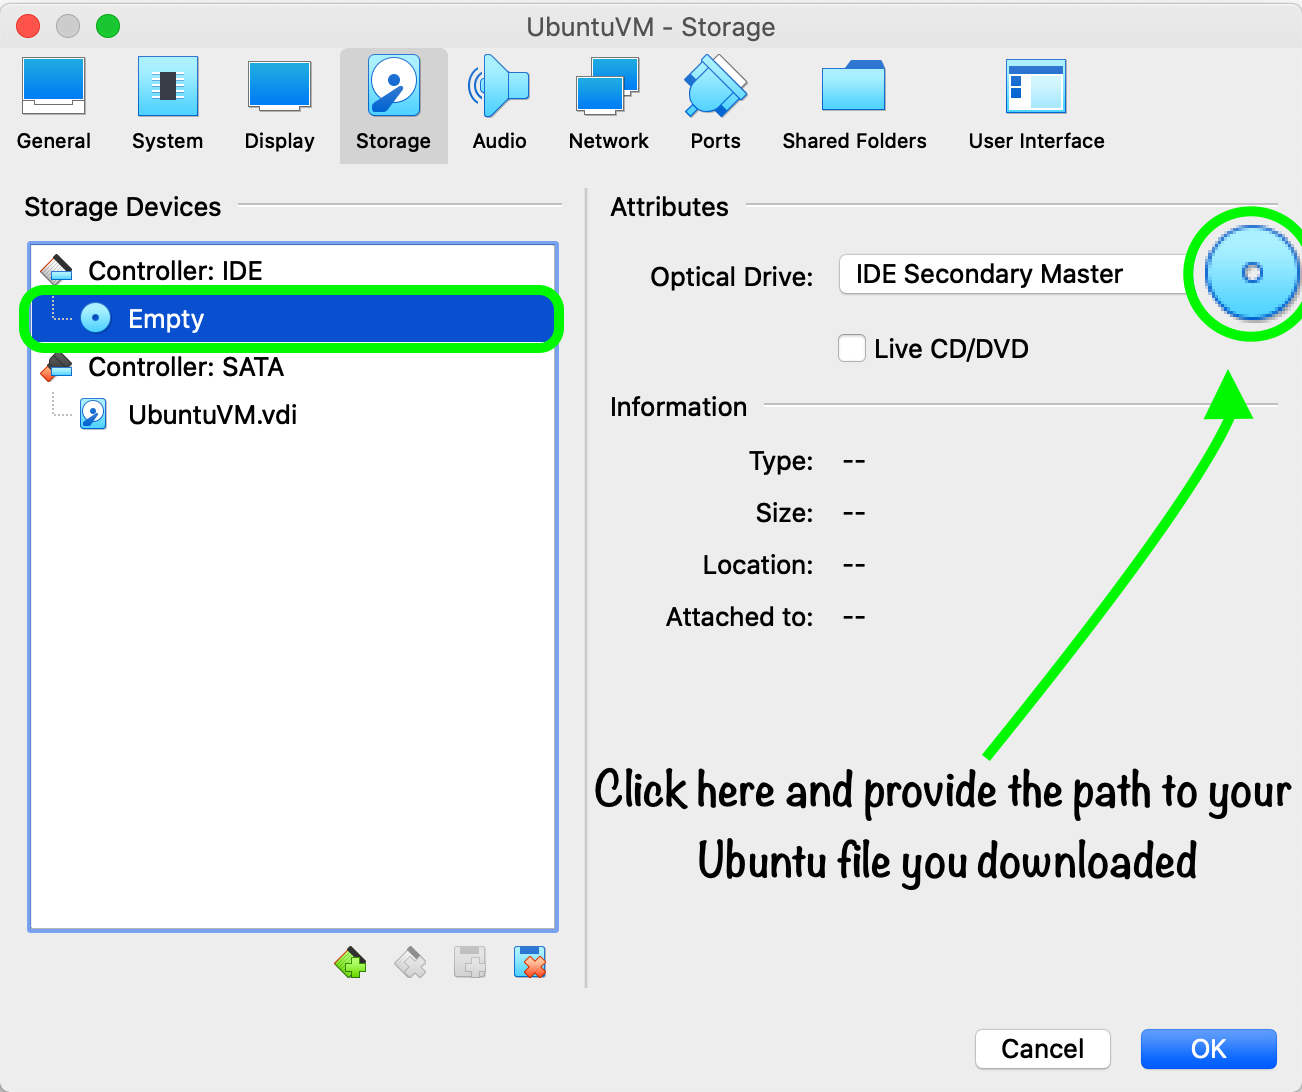 UbuntuVM - Storage
General System Display Storage Audio Network Ports Shared Folders User Interface
Storage Devices
Controller: IDE
Empty
Controller: SATA
UbuntuVM.vdi
Attributes
Optical Drive: IDE Secondary Master
Live CD/DVD
Information
Type: --
Size: --
Location: --
Attached to: --
Click here and provide the path to your
Ubuntu file you downloaded
Cancel OK